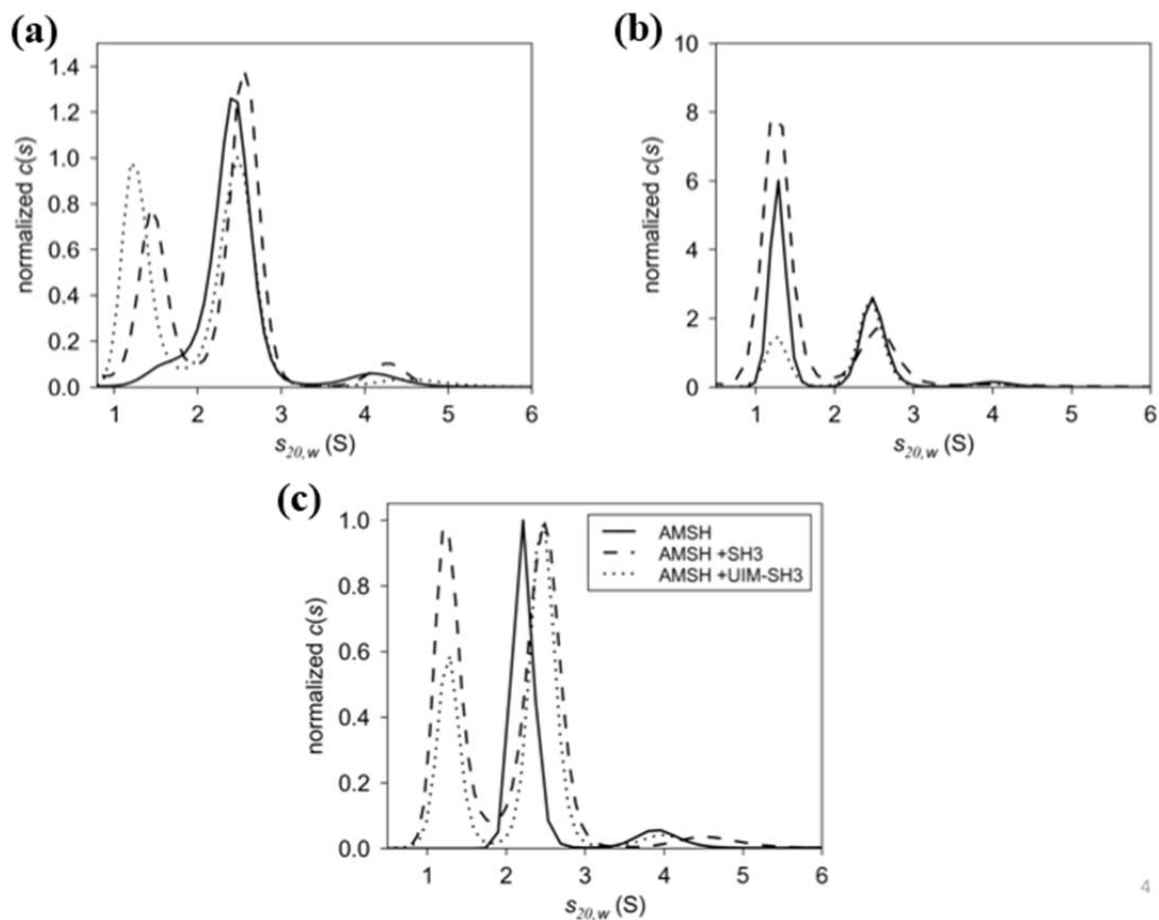 (a)
normalized c(s)
1.4
1.2
1.0
0.8
0.6
0.4
0.2
0.0
1 2 3 4 5 6
s20,w (S)
(b)
normalized c(s)
10
8
6
4
2
0
1 2 3 4 5 6
s20,w (S)
(c)
normalized c(s)
1.0
0.8
0.6
0.4
0.2
0.0
AMSH
AMSH +SH3
AMSH +UIM-SH3
1 2 3 4 5 6
s20,w (S)
4